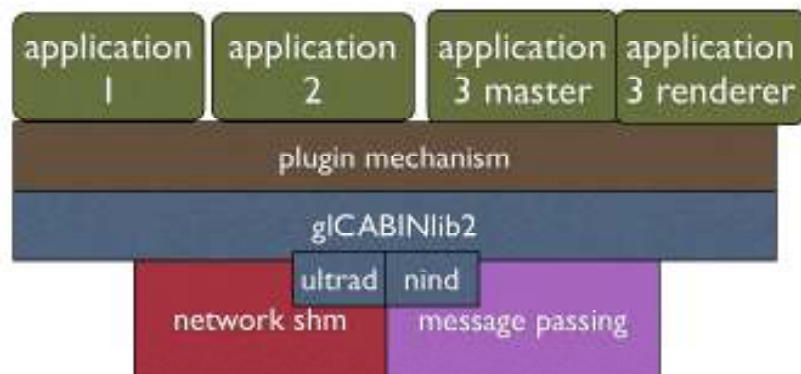 application 1
application 2
application 3 master
application 3 renderer
plugin mechanism
glCABINlib2
ultrad nind
network shm
message passing